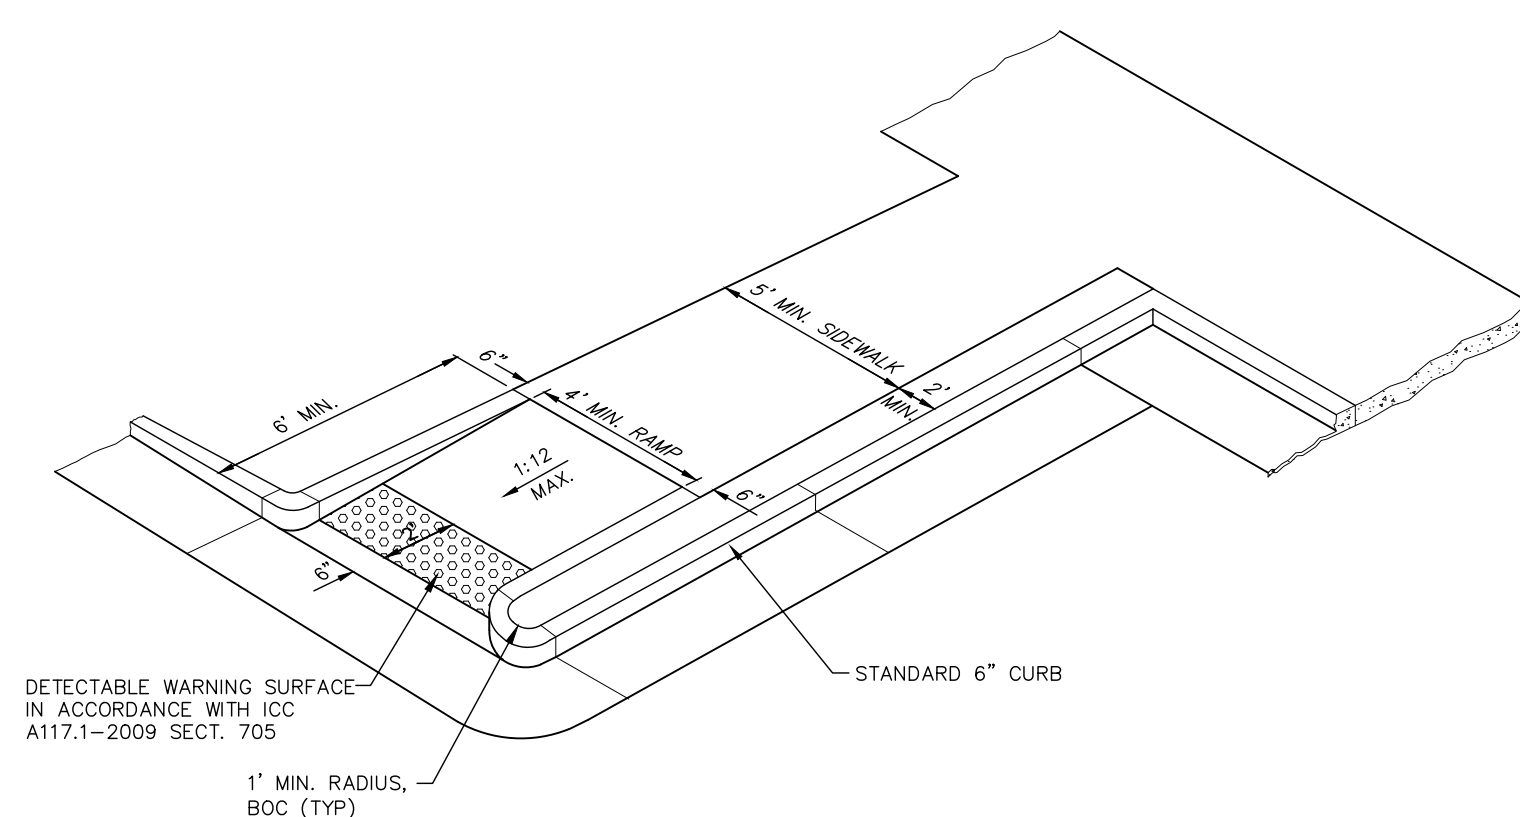 5' MIN. SIDEWALK
6"
2'
MIN.
6' MIN.
4' MIN. RAMP
1:12
MAX.
6"
2'
6"
STANDARD 6" CURB
DETECTABLE WARNING SURFACE
IN ACCORDANCE WITH ICC
A117.1-2009 SECT. 705
1' MIN. RADIUS,
BOC (TYP)